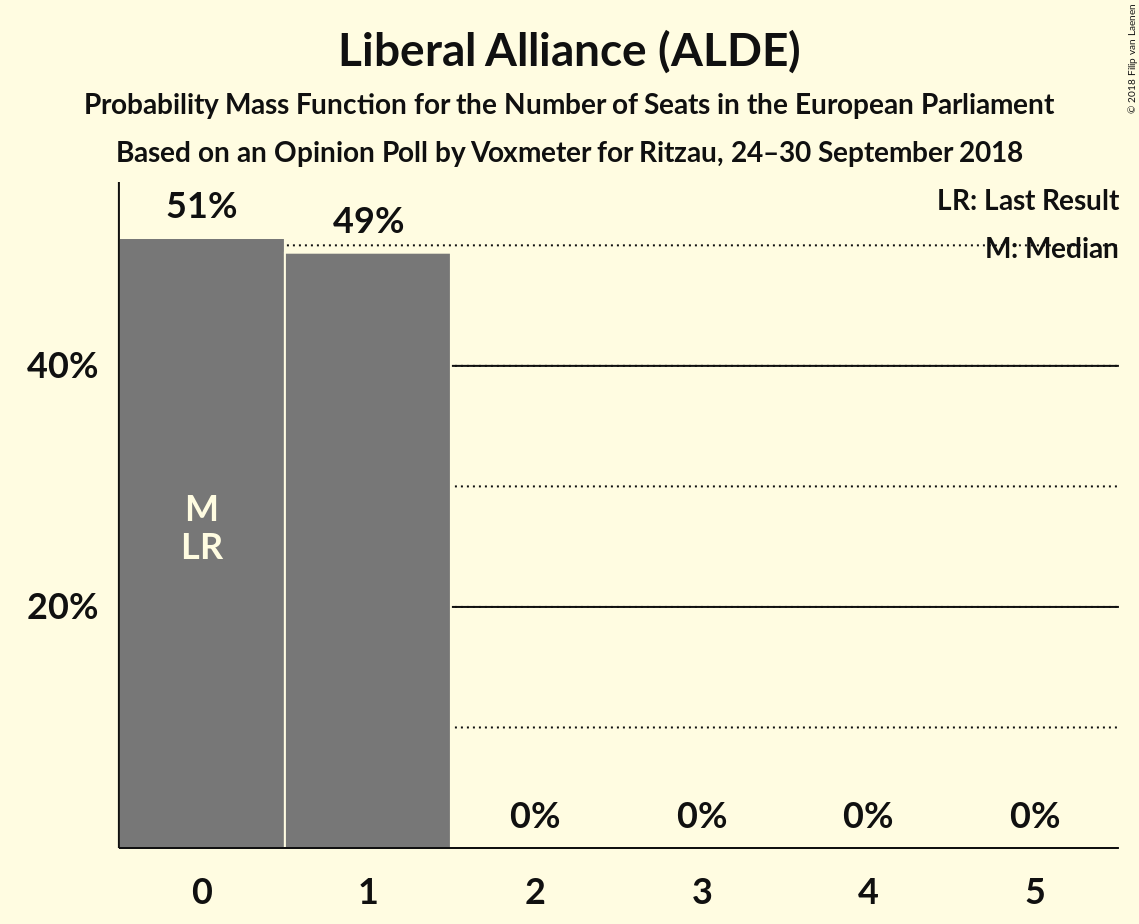 Liberal Alliance (ALDE)
Probability Mass Function for the Number of Seats in the European Parliament
Based on an Opinion Poll by Voxmeter for Ritzau, 24–30 September 2018
© 2018 Filip van Laenen
LR: Last Result
M: Median
51%
49%
40%
20%
M
LR
0%
0%
0%
0%
0
1
2
3
4
5